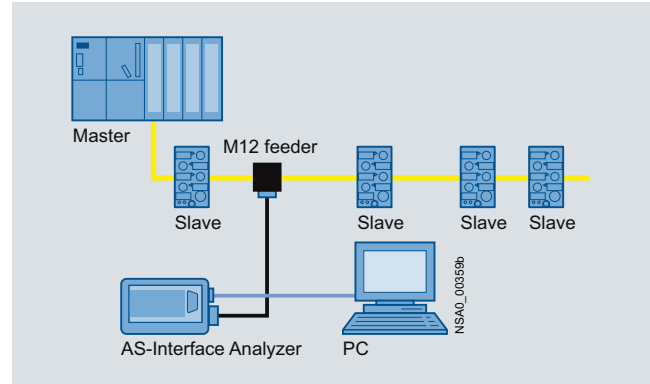 Master
M12 feeder
Slave
Slave
Slave
Slave
NSA0_00359b
AS-Interface Analyzer
PC